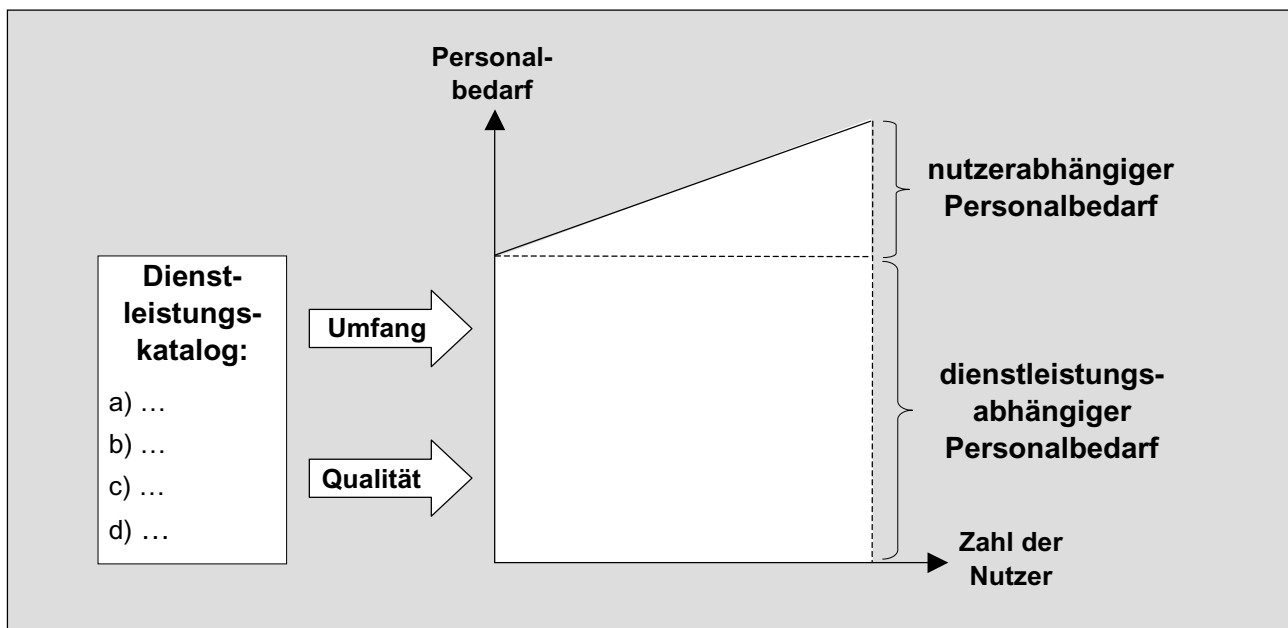 Personal-
bedarf
nutzerabhängiger
Personalbedarf
Dienst-
leistungs-
katalog:
a) …
b) …
c) …
d) …
Umfang
Qualität
dienstleistungs-
abhängiger
Personalbedarf
Zahl der
Nutzer